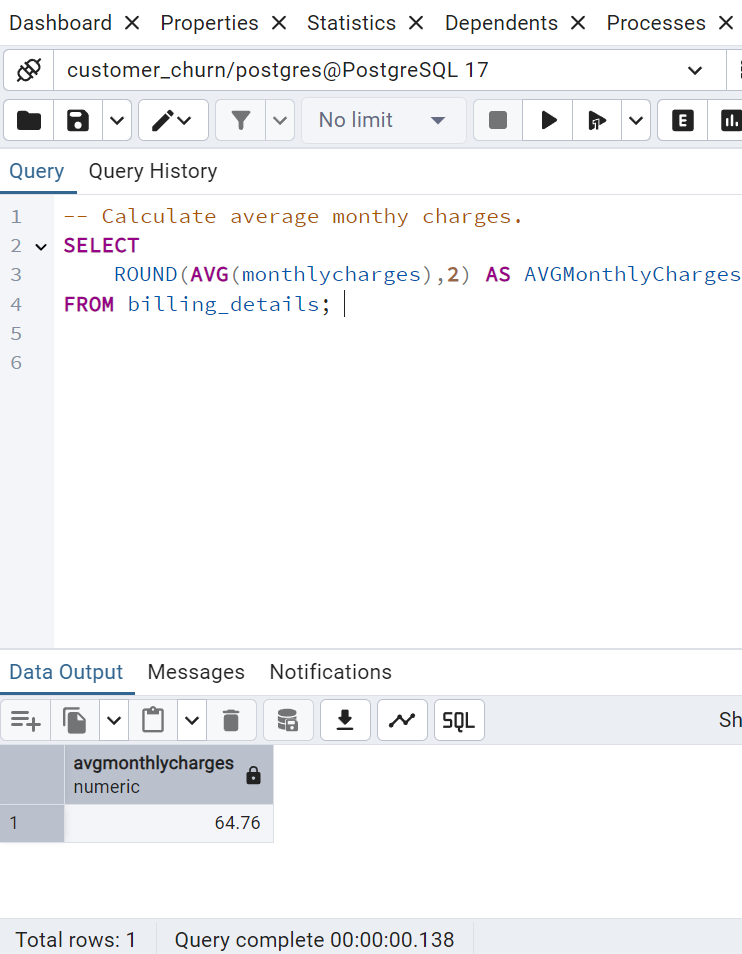 Dashboard Properties Statistics Dependents Processes
customer_churn/postgres@PostgreSQL 17
No limit E
Query Query History
1 -- Calculate average monthy charges.
2 SELECT
3 ROUND(AVG(monthlycharges),2) AS AVGMonthlyCharges
4 FROM billing_details;
5
6
Data Output Messages Notifications
SQL Sh
avgmonthlycharges
numeric
1 64.76
Total rows: 1 Query complete 00:00:00.138